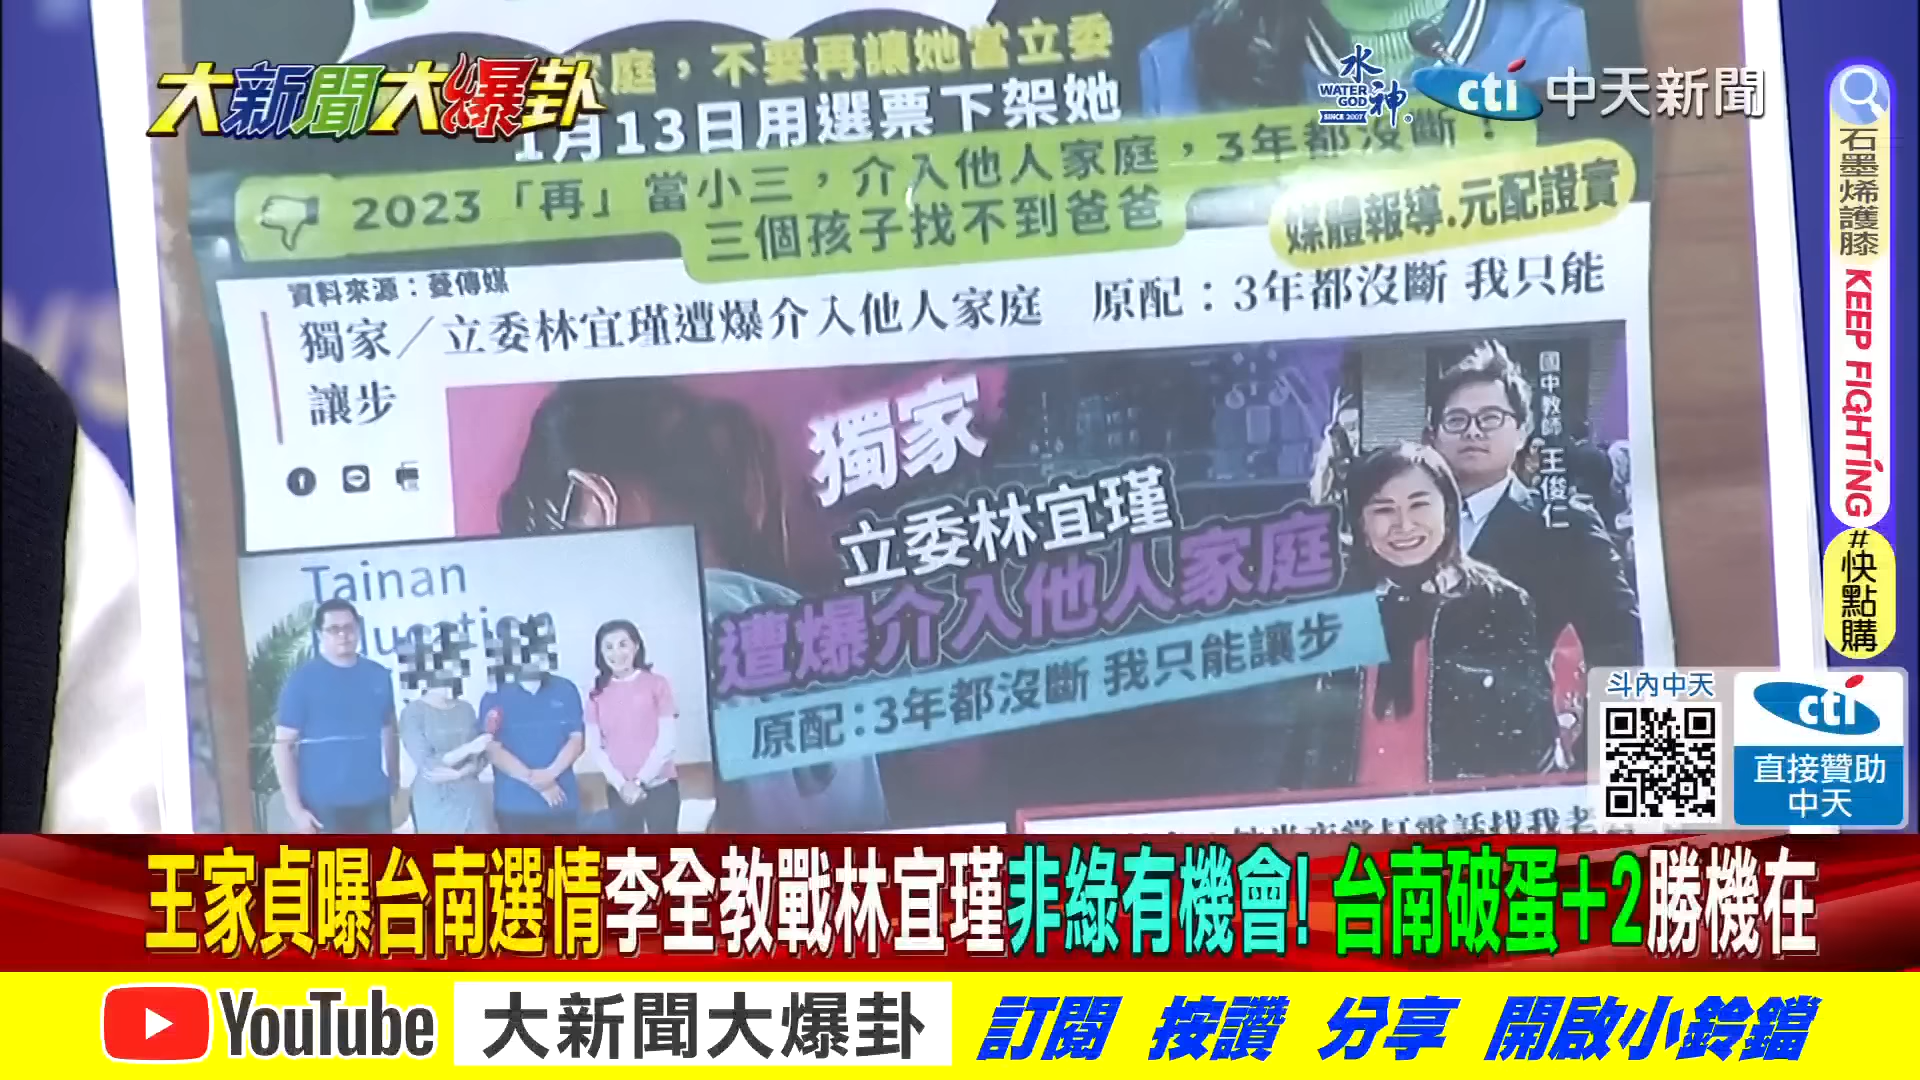 庭，不要再讓她當立委
大新聞大爆卦
1月13日用選票下架她
水神
WATER GOD
SINCE 2007
cti 中天新聞
2023「再」當小三，介入他人家庭，3年都沒斷！
三個孩子找不到爸爸
媒體報導.元配證實
資料來源：菱傳媒
獨家／立委林宜瑾遭爆介入他人家庭　原配：3年都沒斷 我只能
讓步
獨家
立委林宜瑾
遭爆介入他人家庭
原配：3年都沒斷 我只能讓步
國中教師 王俊仁
Tainan
Education
石墨烯護膝
KEEP FIGHTING
#快點購
斗內中天
cti
直接贊助
中天
王家貞曝台南選情李全教戰林宜瑾非綠有機會! 台南破蛋+2勝機在
YouTube 大新聞大爆卦 訂閱 按讚 分享 開啟小鈴鐺